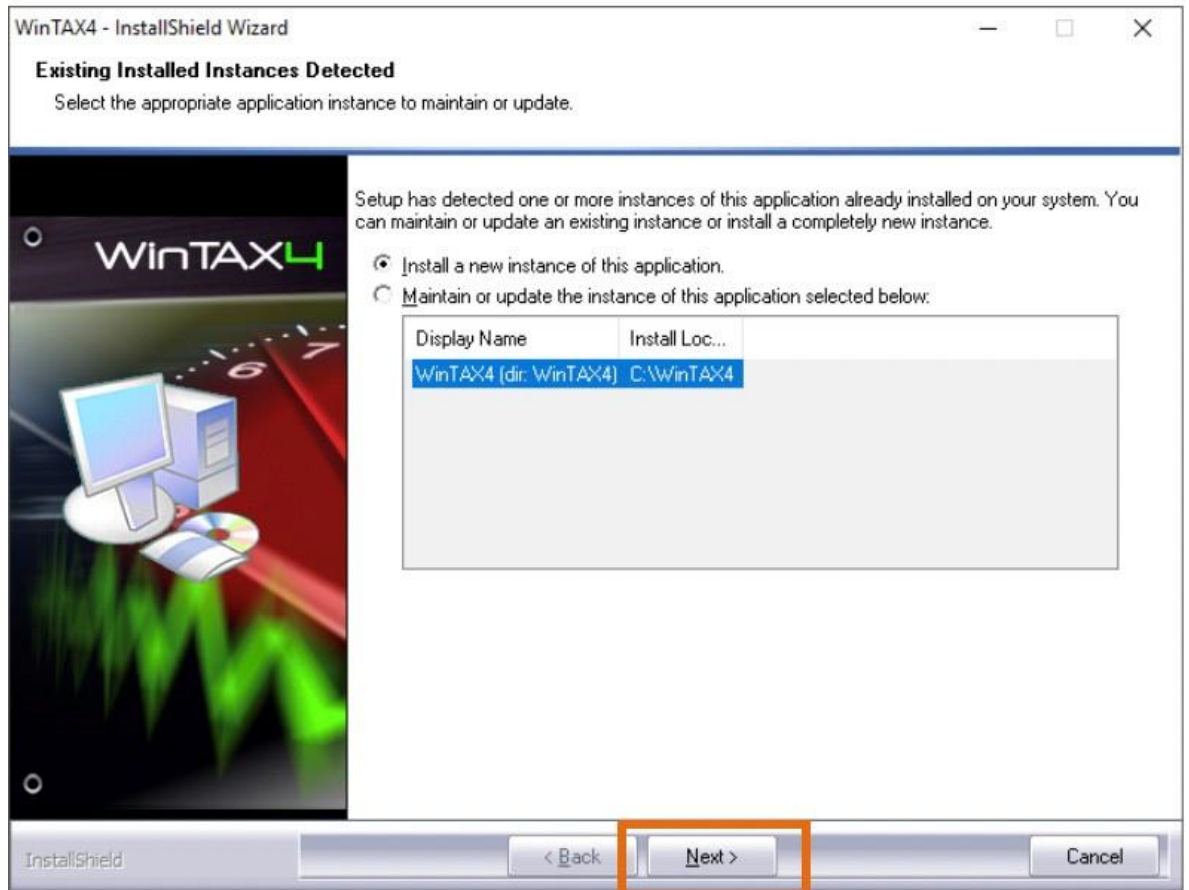 WinTAX4 - InstallShield Wizard
Existing Installed Instances Detected
Select the appropriate application instance to maintain or update.
WinTAX4
6 7
Setup has detected one or more instances of this application already installed on your system. You
can maintain or update an existing instance or install a completely new instance.
Install a new instance of this application.
Maintain or update the instance of this application selected below:
Display Name Install Loc...
WinTAX4 (dir: WinTAX4) C:\WinTAX4
InstallShield
< Back Next > Cancel